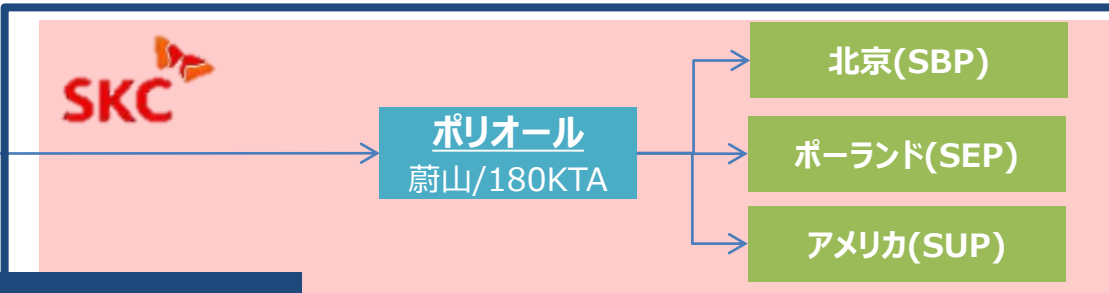 SKC
ポリオール
蔚山/180KTA
北京(SBP)
ポーランド(SEP)
アメリカ(SUP)